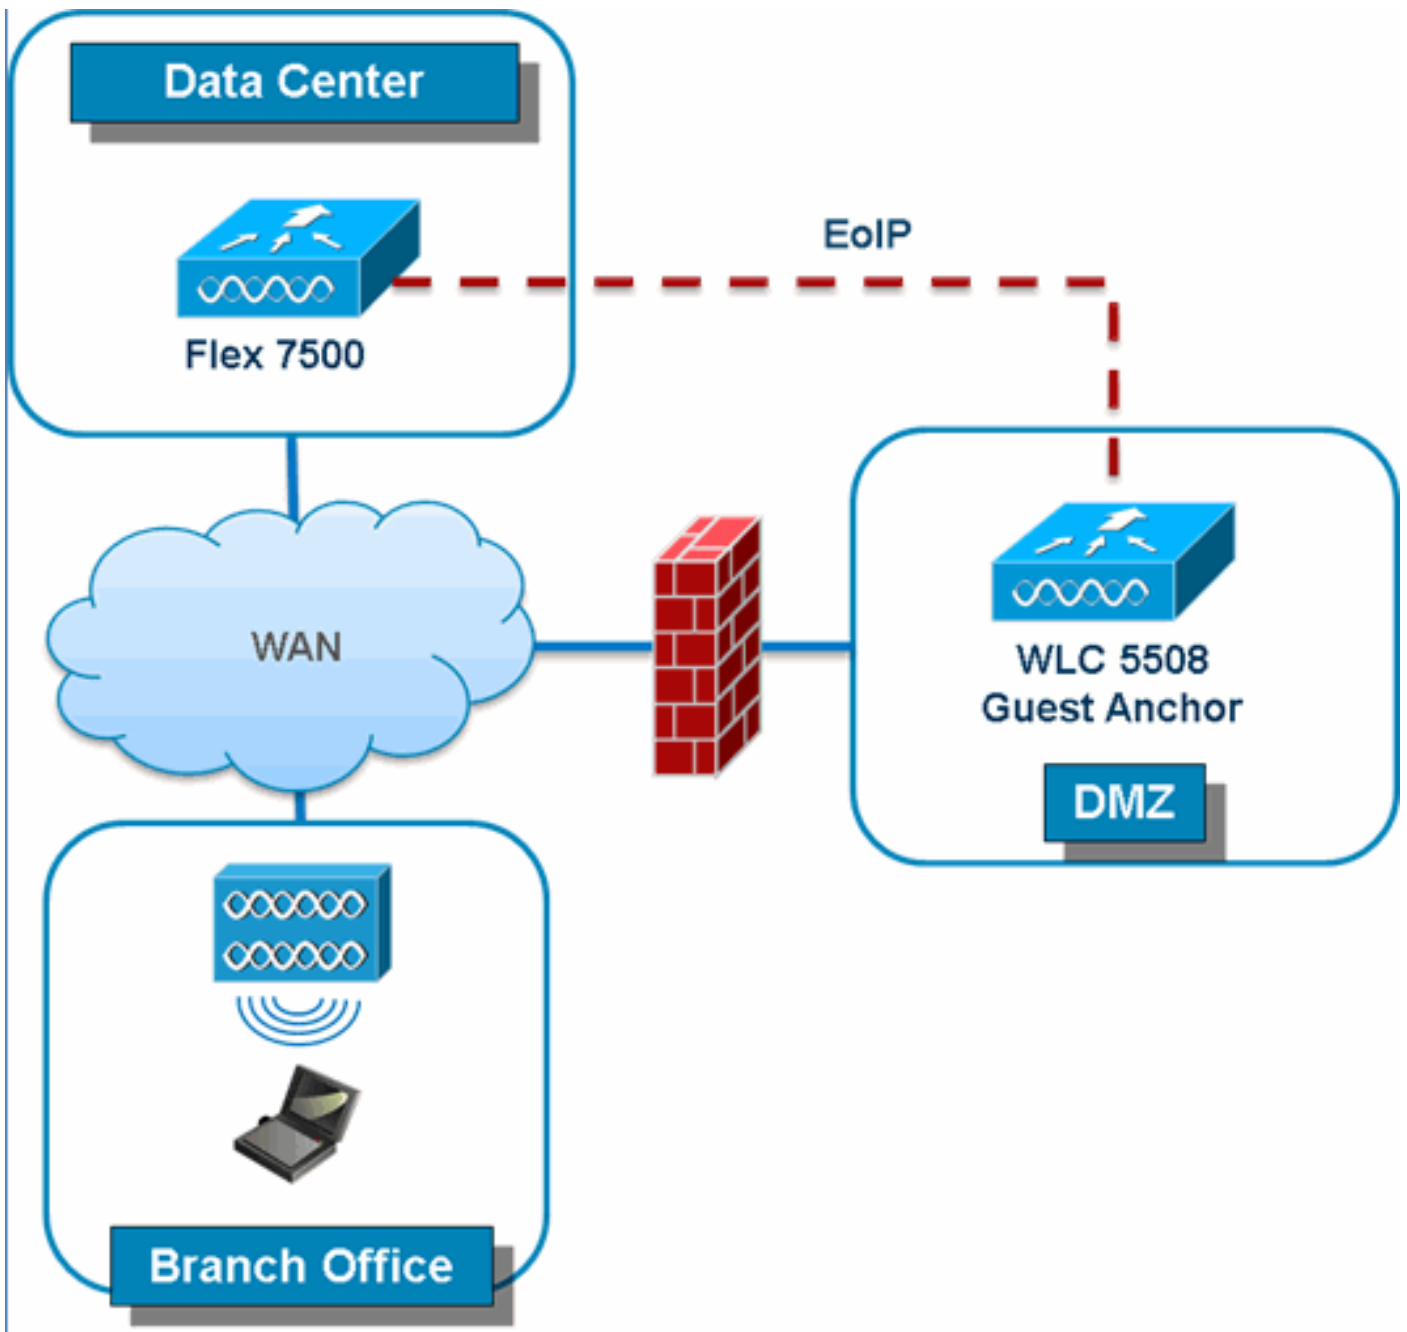 Data Center
EoIP
Flex 7500
WAN
WLC 5508
Guest Anchor
DMZ
Branch Office